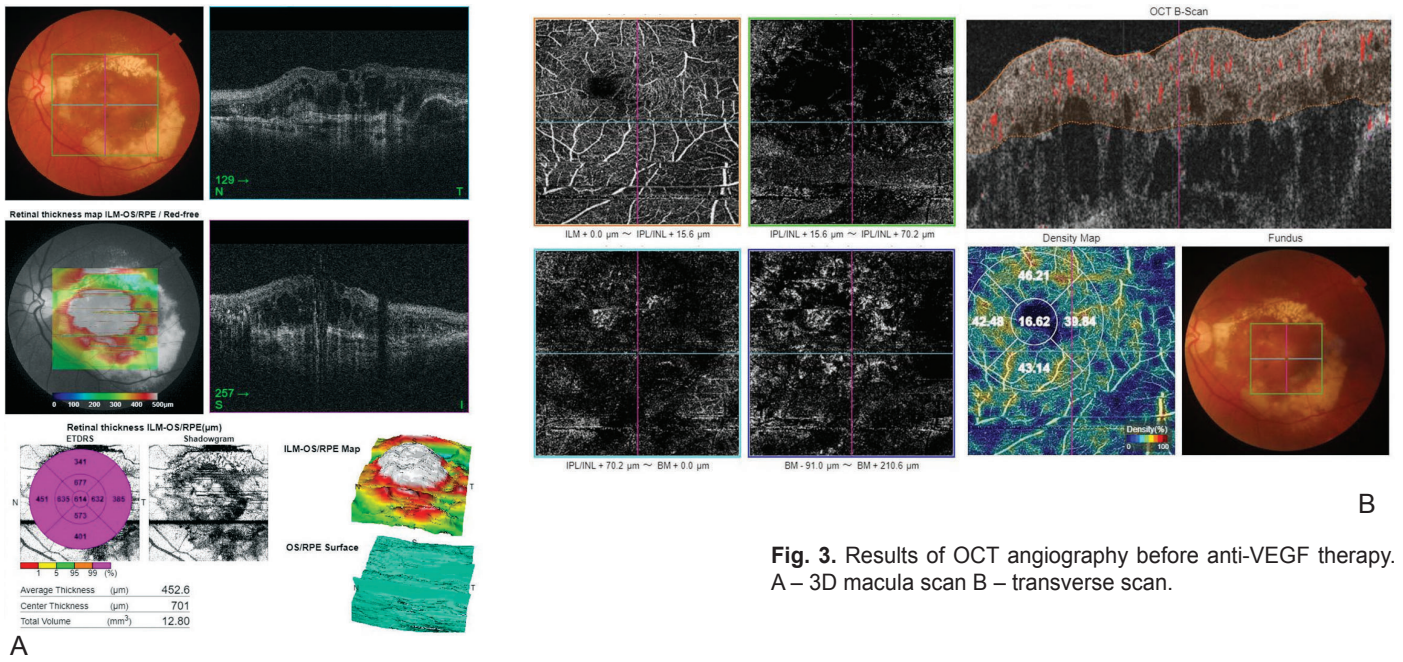 129 →
N T
Retinal thickness map ILM-OS/RPE / Red-free
0 100 200 300 400 500µm
257 →
S I
Retinal thickness ILM-OS/RPE(µm)
ETDRS Shadowgram
341
677
N 451 635 614 632 385 T
573
401
1 5 95 99 (%)
Average Thickness (µm) 452.6
Center Thickness (µm) 701
Total Volume (mm³) 12.80
ILM-OS/RPE Map
S
N T
OS/RPE Surface
S
N T
A
ILM + 0.0 µm ～ IPL/INL + 15.6 µm
IPL/INL + 15.6 µm ～ IPL/INL + 70.2 µm
IPL/INL + 70.2 µm ～ BM + 0.0 µm
BM - 91.0 µm ～ BM + 210.6 µm
OCT B-Scan
Density Map
46.21
42.48 16.62 39.84
43.14
Density(%)
0 100
Fundus
B
Fig. 3. Results of OCT angiography before anti-VEGF therapy.
A – 3D macula scan B – transverse scan.